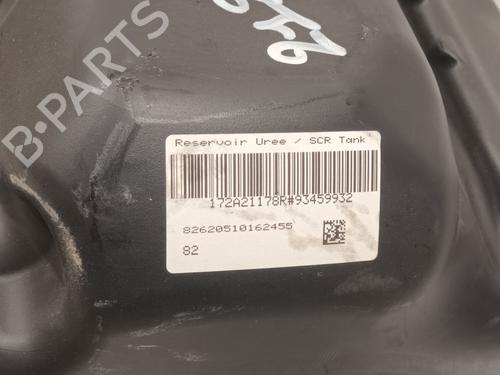 B-PARTS
Reservoir Uree / SCR Tank
172A21178R#93459932
82620510162455
82